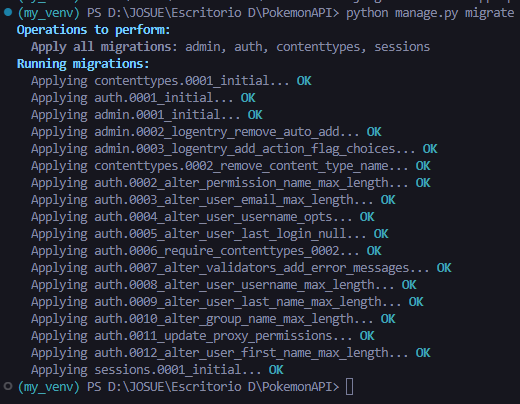 (my_venv) PS D:\JOSUE\Escritorio D\PokemonAPI> python manage.py migrate
Operations to perform:
  Apply all migrations: admin, auth, contenttypes, sessions
Running migrations:
  Applying contenttypes.0001_initial... OK
  Applying auth.0001_initial... OK
  Applying admin.0001_initial... OK
  Applying admin.0002_logentry_remove_auto_add... OK
  Applying admin.0003_logentry_add_action_flag_choices... OK
  Applying contenttypes.0002_remove_content_type_name... OK
  Applying auth.0002_alter_permission_name_max_length... OK
  Applying auth.0003_alter_user_email_max_length... OK
  Applying auth.0004_alter_user_username_opts... OK
  Applying auth.0005_alter_user_last_login_null... OK
  Applying auth.0006_require_contenttypes_0002... OK
  Applying auth.0007_alter_validators_add_error_messages... OK
  Applying auth.0008_alter_user_username_max_length... OK
  Applying auth.0009_alter_user_last_name_max_length... OK
  Applying auth.0010_alter_group_name_max_length... OK
  Applying auth.0011_update_proxy_permissions... OK
  Applying auth.0012_alter_user_first_name_max_length... OK
  Applying sessions.0001_initial... OK
(my_venv) PS D:\JOSUE\Escritorio D\PokemonAPI>